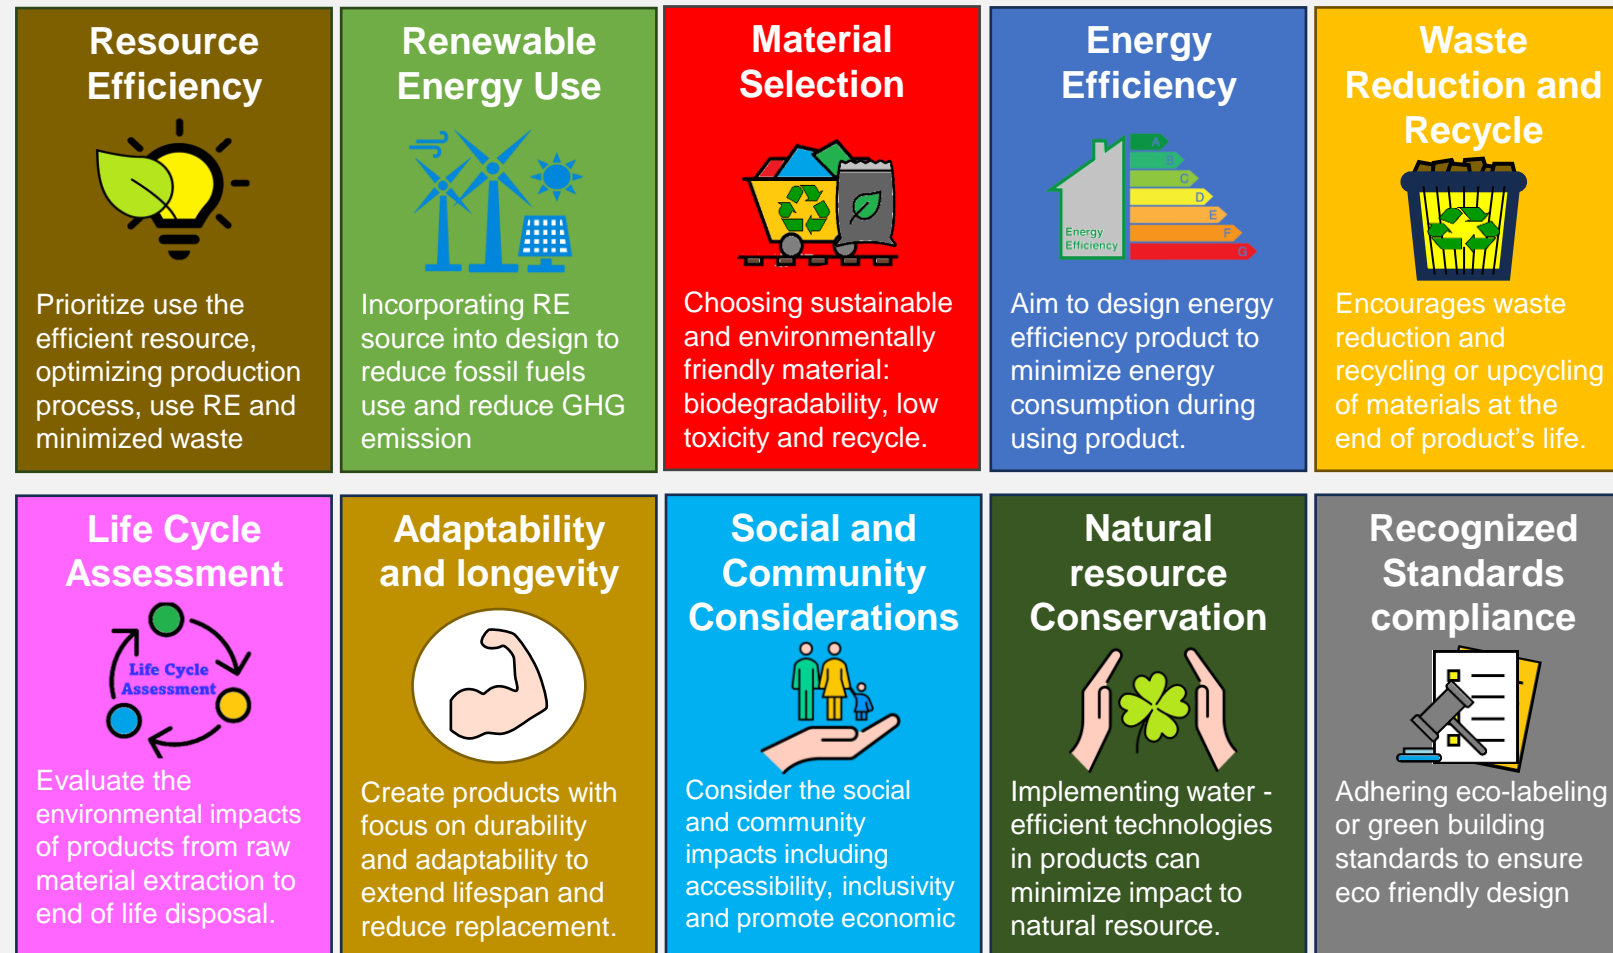 Resource
Efficiency
Prioritize use the
efficient resource,
optimizing production
process, use RE and
minimized waste
Renewable
Energy Use
Incorporating RE
source into design to
reduce fossil fuels
use and reduce GHG
emission
Material
Selection
Choosing sustainable
and environmentally
friendly material:
biodegradability, low
toxicity and recycle.
Energy
Efficiency
A
B
C
D
E
F
G
Energy
Efficiency
Aim to design energy
efficiency product to
minimize energy
consumption during
using product.
Waste
Reduction and
Recycle
Encourages waste
reduction and
recycling or upcycling
of materials at the
end of product's life.
Life Cycle
Assessment
Life Cycle
Assessment
Evaluate the
environmental impacts
of products from raw
material extraction to
end of life disposal.
Adaptability
and longevity
Create products with
focus on durability
and adaptability to
extend lifespan and
reduce replacement.
Social and
Community
Considerations
Consider the social
and community
impacts including
accessibility, inclusivity
and promote economic
Natural
resource
Conservation
Implementing water -
efficient technologies
in products can
minimize impact to
natural resource.
Recognized
Standards
compliance
Adhering eco-labeling
or green building
standards to ensure
eco friendly design